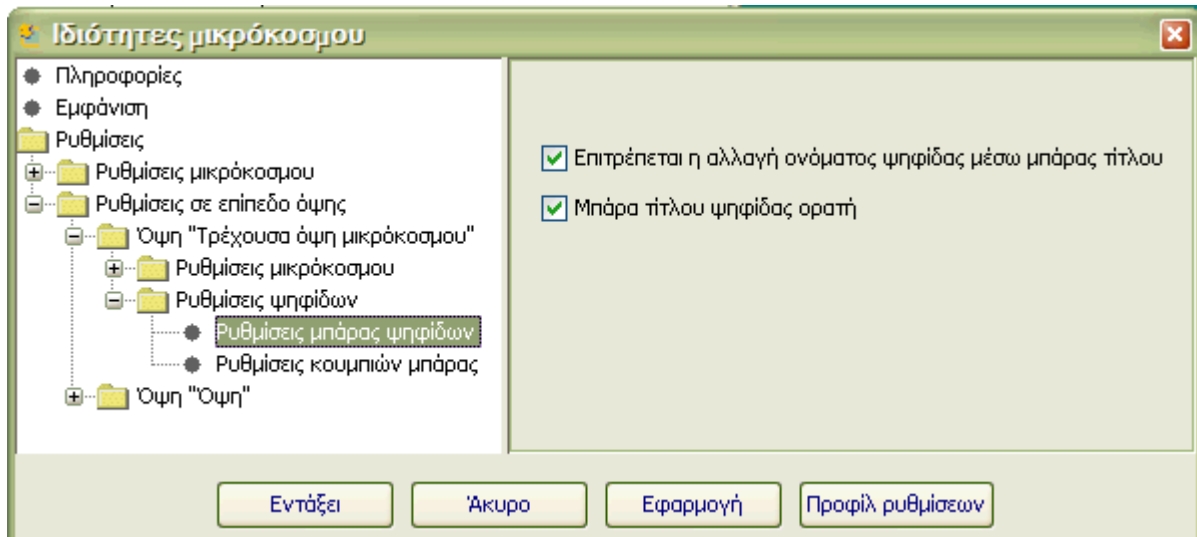 Ιδιότητες μικρόκοσμου
Πληροφορίες
Εμφάνιση
Ρυθμίσεις
Ρυθμίσεις μικρόκοσμου
Ρυθμίσεις σε επίπεδο όψης
Όψη "Τρέχουσα όψη μικρόκοσμου"
Ρυθμίσεις μικρόκοσμου
Ρυθμίσεις ψηφίδων
Ρυθμίσεις μπάρας ψηφίδων
Ρυθμίσεις κουμπιών μπάρας
Όψη "Όψη"
Επιτρέπεται η αλλαγή ονόματος ψηφίδας μέσω μπάρας τίτλου
Μπάρα τίτλου ψηφίδας ορατή
Εντάξει Άκυρο Εφαρμογή Προφίλ ρυθμίσεων